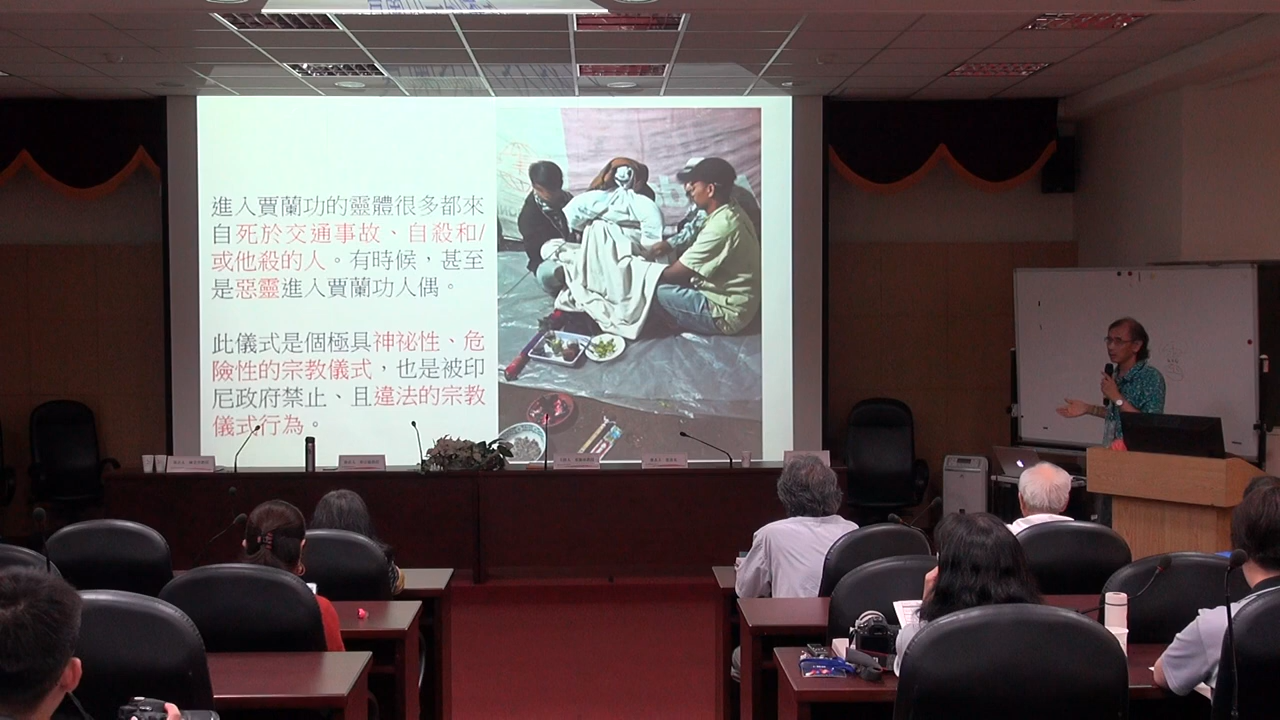 進入賈蘭功的靈體很多都來
自死於交通事故、自殺和/
或他殺的人。有時候，甚至
是惡靈進入賈蘭功人偶。
此儀式是個極具神祕性、危
險性的宗教儀式，也是被印
尼政府禁止、且違法的宗教
儀式行為。